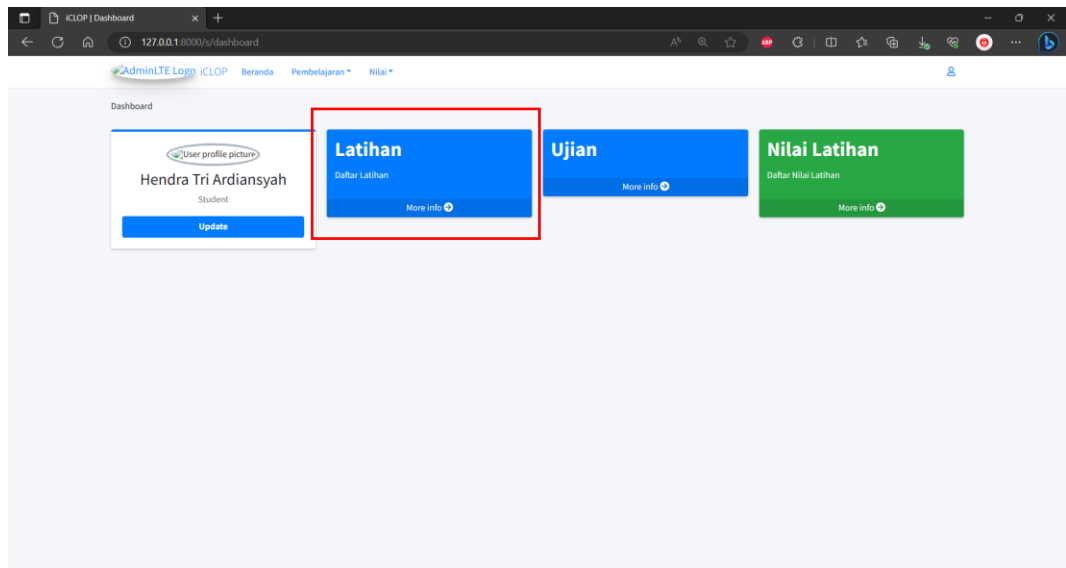 iCLOP | Dashboard
127.0.0.1:8000/s/dashboard
AdminLTE Logo iCLOP Beranda Pembelajaran Nilai
Dashboard
User profile picture
Hendra Tri Ardiansyah
Student
Update
Latihan
Daftar Latihan
More info
Ujian
More info
Nilai Latihan
Daftar Nilai Latihan
More info